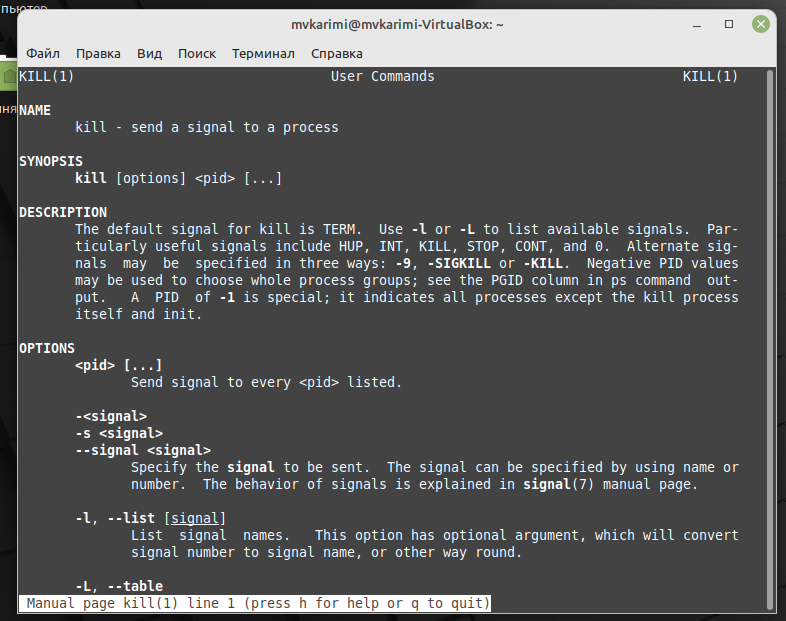 пьютер
mvkarimi@mvkarimi-VirtualBox: ~
Файл Правка Вид Поиск Терминал Справка
KILL(1) User Commands KILL(1)
NAME
kill - send a signal to a process
SYNOPSIS
kill [options] <pid> [...]
DESCRIPTION
The default signal for kill is TERM. Use -l or -L to list available signals. Par-
ticularly useful signals include HUP, INT, KILL, STOP, CONT, and 0. Alternate sig-
nals may be specified in three ways: -9, -SIGKILL or -KILL. Negative PID values
may be used to choose whole process groups; see the PGID column in ps command out-
put. A PID of -1 is special; it indicates all processes except the kill process
itself and init.
OPTIONS
<pid> [...]
Send signal to every <pid> listed.
-<signal>
-s <signal>
--signal <signal>
Specify the signal to be sent. The signal can be specified by using name or
number. The behavior of signals is explained in signal(7) manual page.
-l, --list [signal]
List signal names. This option has optional argument, which will convert
signal number to signal name, or other way round.
-L, --table
Manual page kill(1) line 1 (press h for help or q to quit)